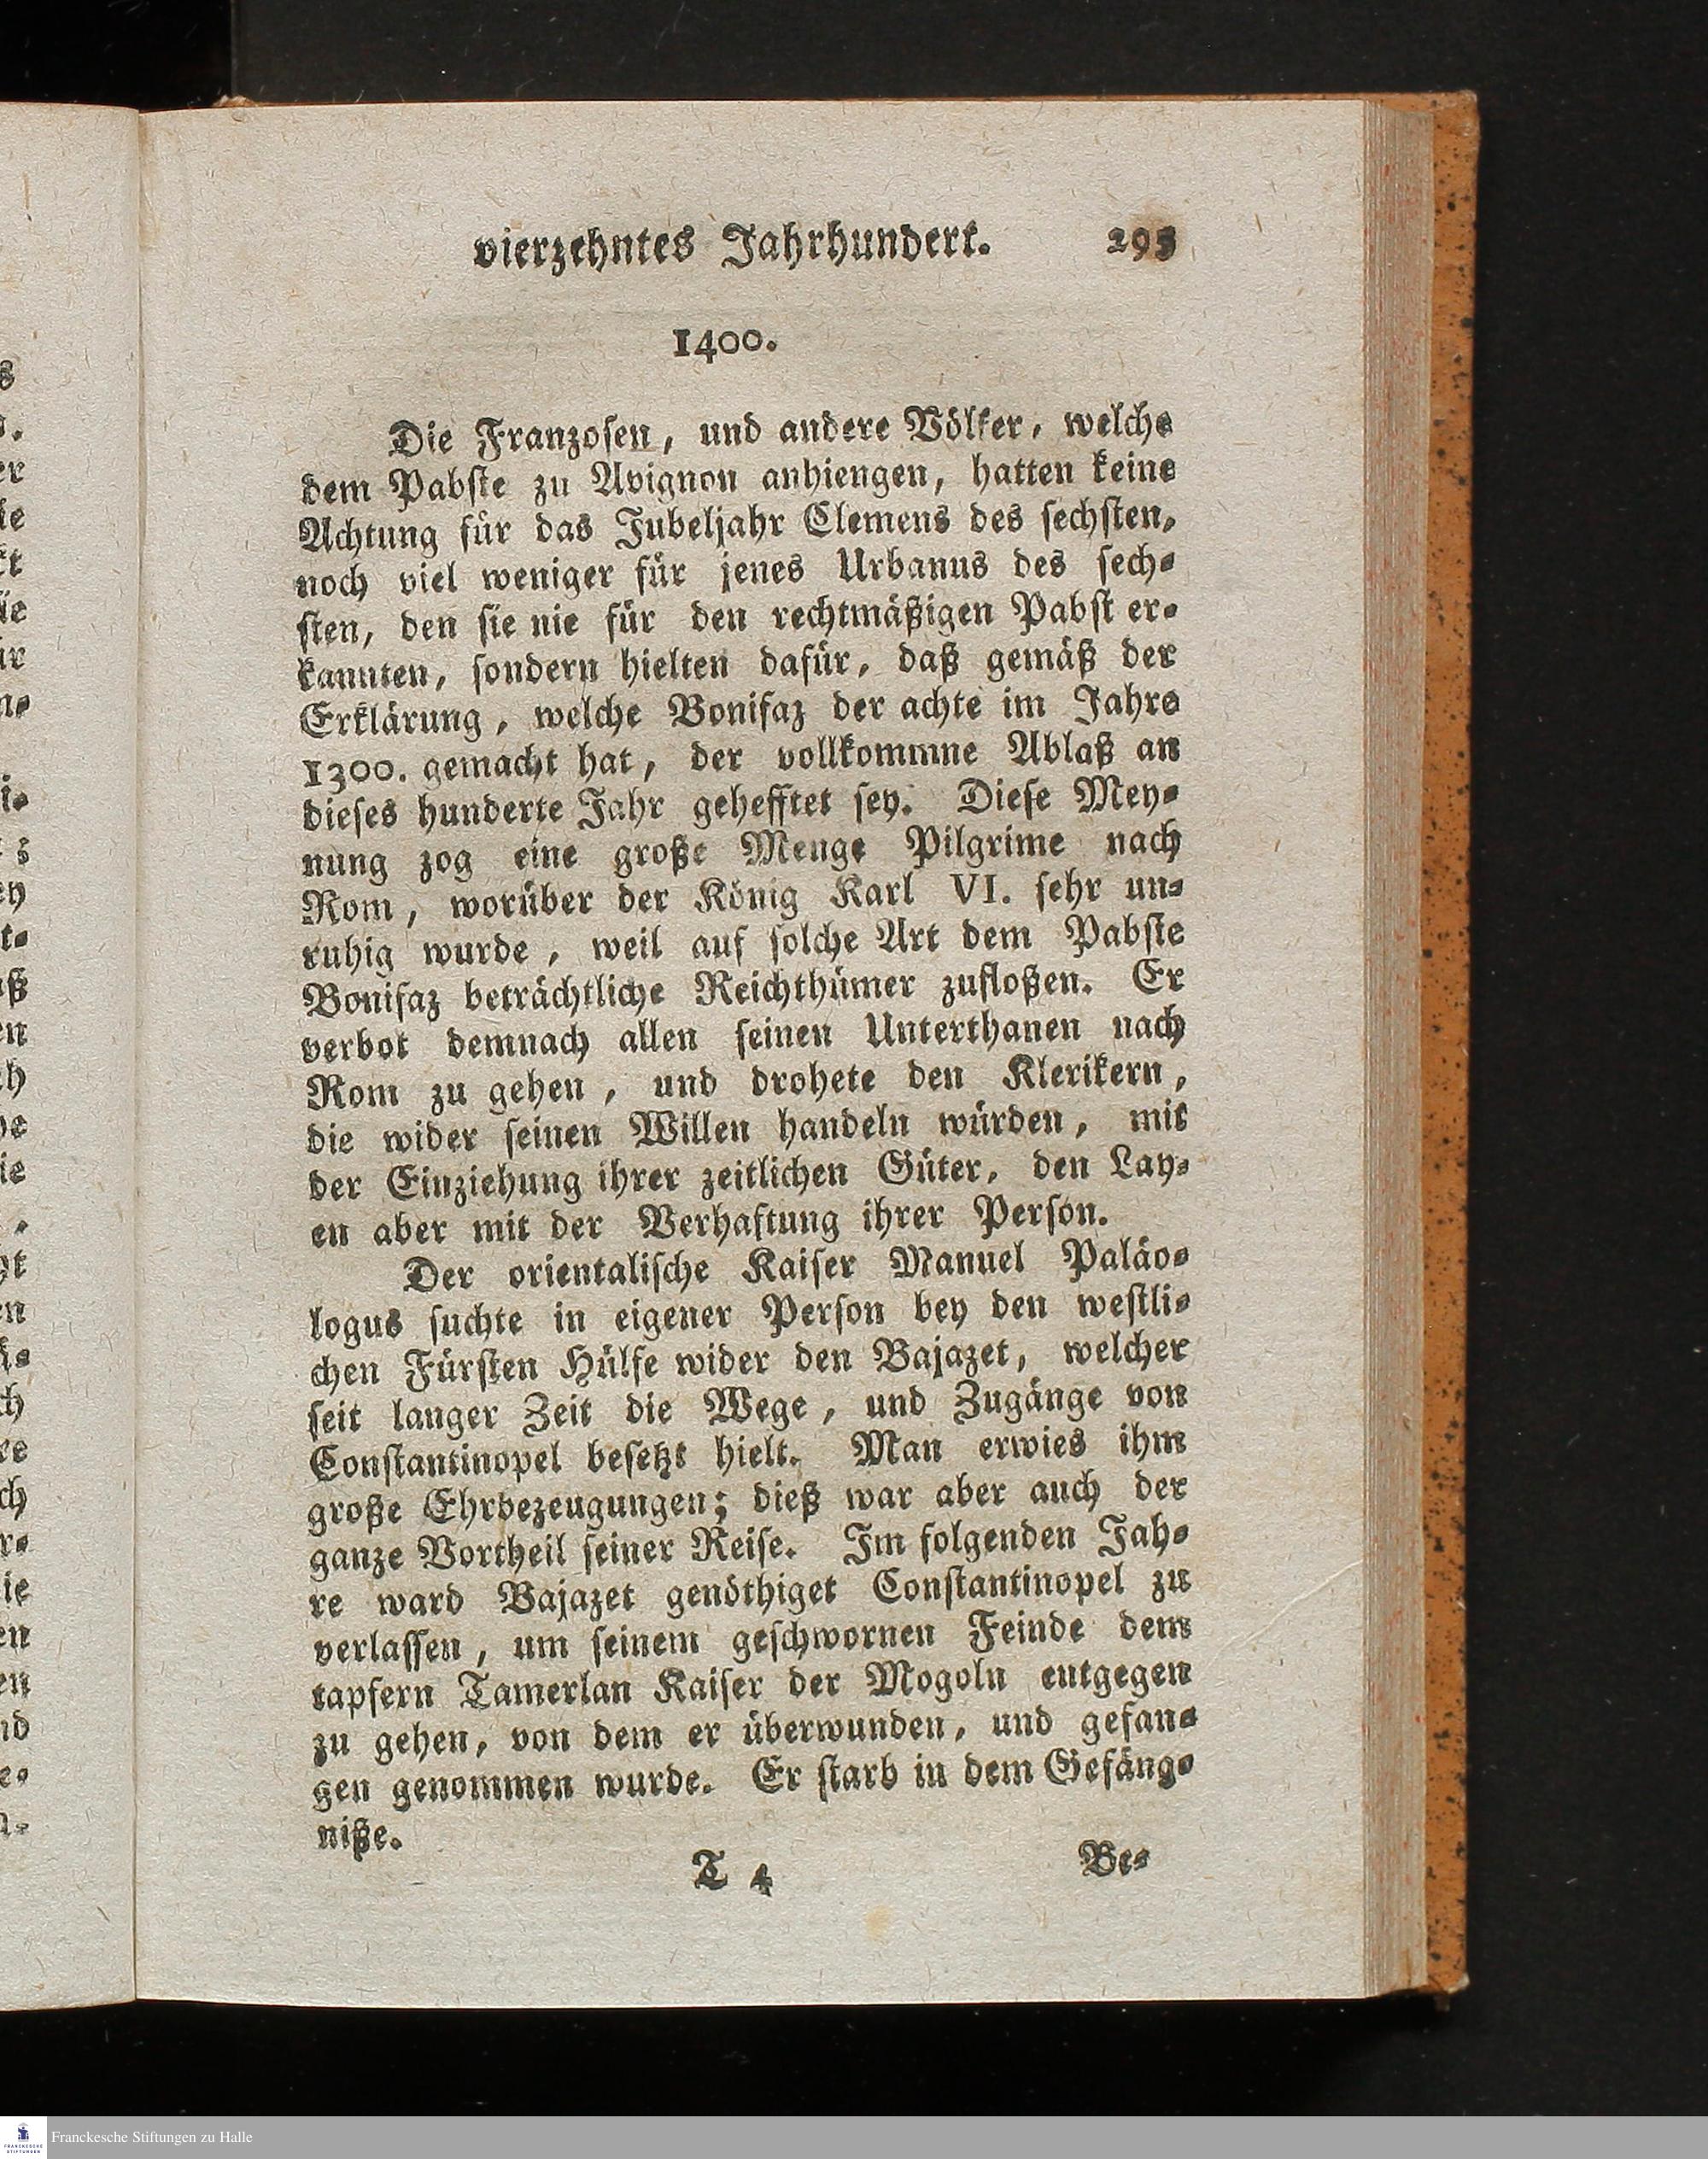 vierzehntes Jahrhundert. 295
1400.
Die Franzosen, und andere Völker, welche
dem Pabste zu Avignon anhiengen, hatten keine
Achtung für das Jubeljahr Clemens des sechsten,
noch viel weniger für jenes Urbanus des sech-
sten, den sie nie für den rechtmäßigen Pabst er-
kannten, sondern hielten dafür, daß gemäß der
Erklärung, welche Bonifaz der achte im Jahre
1300. gemacht hat, der vollkommne Ablaß an
dieses hunderte Jahr gehefftet sey. Diese Mey-
nung zog eine große Menge Pilgrime nach
Rom, worüber der König Karl VI. sehr un-
ruhig wurde, weil auf solche Art dem Pabste
Bonifaz beträchtliche Reichthümer zufloßen. Er
verbot demnach allen seinen Unterthanen nach
Rom zu gehen, und drohete den Klerikern,
die wider seinen Willen handeln würden, mit
der Einziehung ihrer zeitlichen Güter, den Lay-
en aber mit der Verhaftung ihrer Person.
Der orientalische Kaiser Manuel Paläo-
logus suchte in eigener Person bey den westli-
chen Fürsten Hülfe wider den Bajazet, welcher
seit langer Zeit die Wege, und Zugänge von
Constantinopel besetzt hielt. Man erwies ihm
große Ehrbezeugungen; dieß war aber auch der
ganze Vortheil seiner Reise. Im folgenden Jah-
re ward Bajazet genöthiget Constantinopel zu
verlassen, um seinem geschwornen Feinde dem
tapfern Tamerlan Kaiser der Mogoln entgegen
zu gehen, von dem er überwunden, und gefan-
gen genommen wurde. Er starb in dem Gefäng-
niße.
T 4 Be-
Franckesche Stiftungen zu Halle